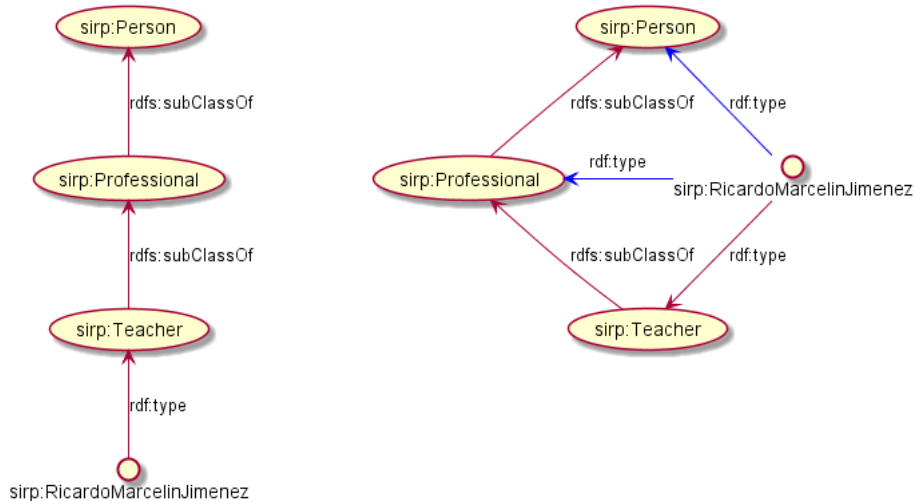 sirp:Person
rdfs:subClassOf
sirp:Professional
rdfs:subClassOf
sirp:Teacher
rdf:type
sirp:RicardoMarcelinJimenez
sirp:Person
rdfs:subClassOf
rdf:type
rdf:type
sirp:Professional
sirp:RicardoMarcelinJimenez
rdfs:subClassOf
rdf:type
sirp:Teacher